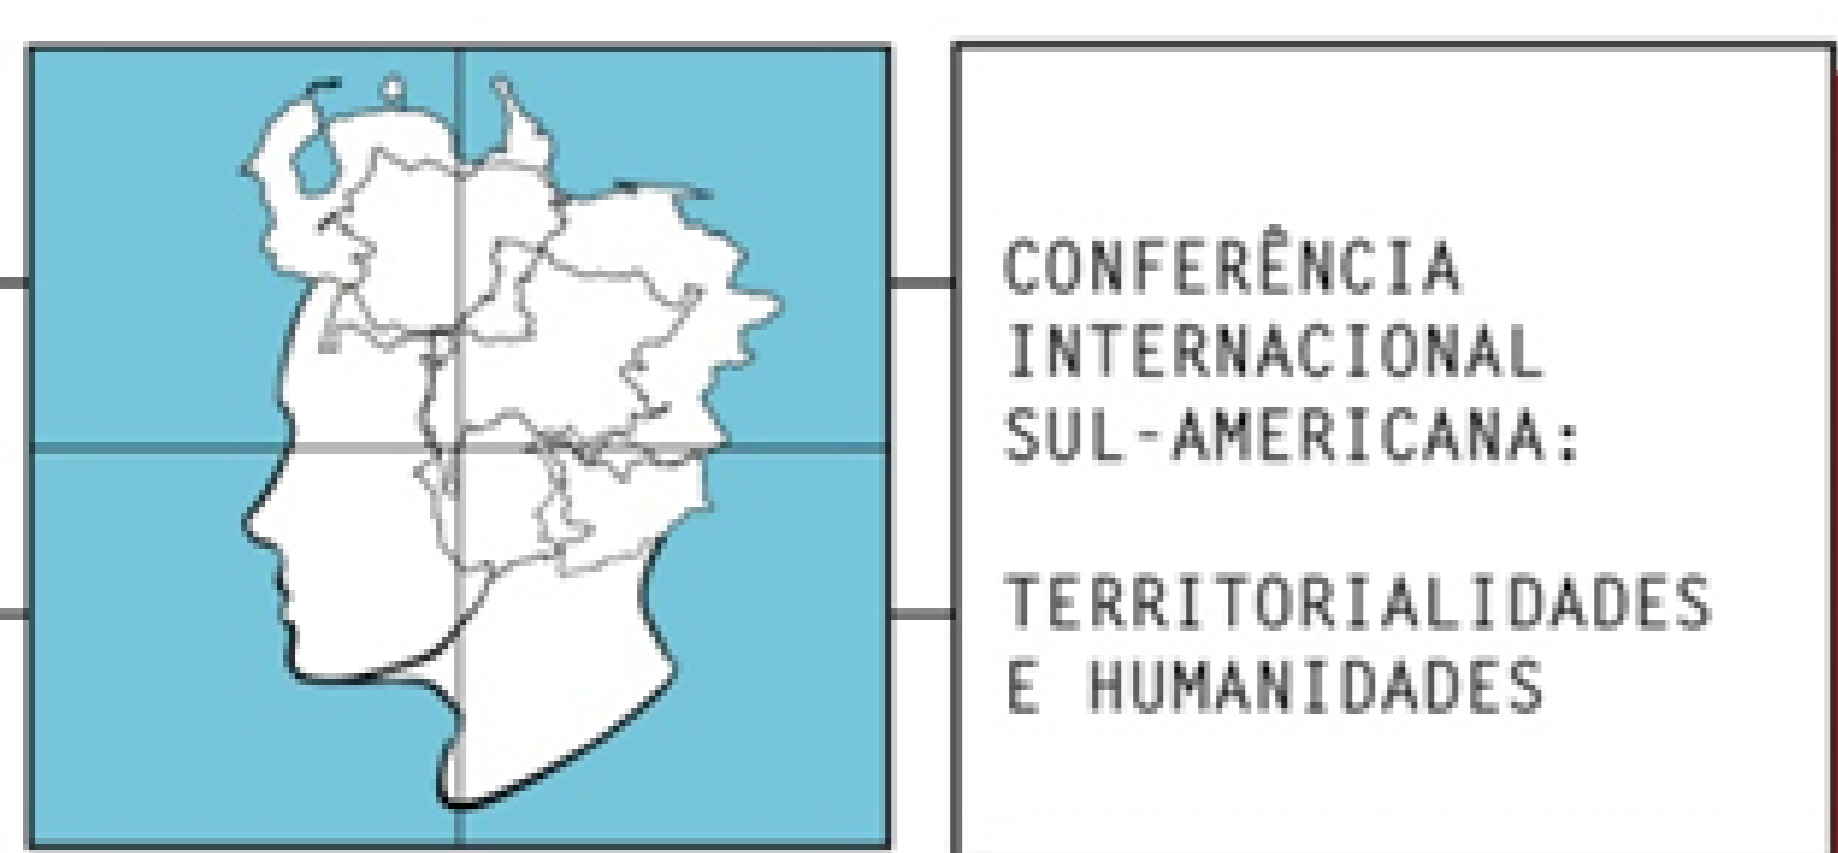 CONFERÊNCIA
INTERNACIONAL
SUL-AMERICANA:
TERRITORIALIDADES
E HUMANIDADES